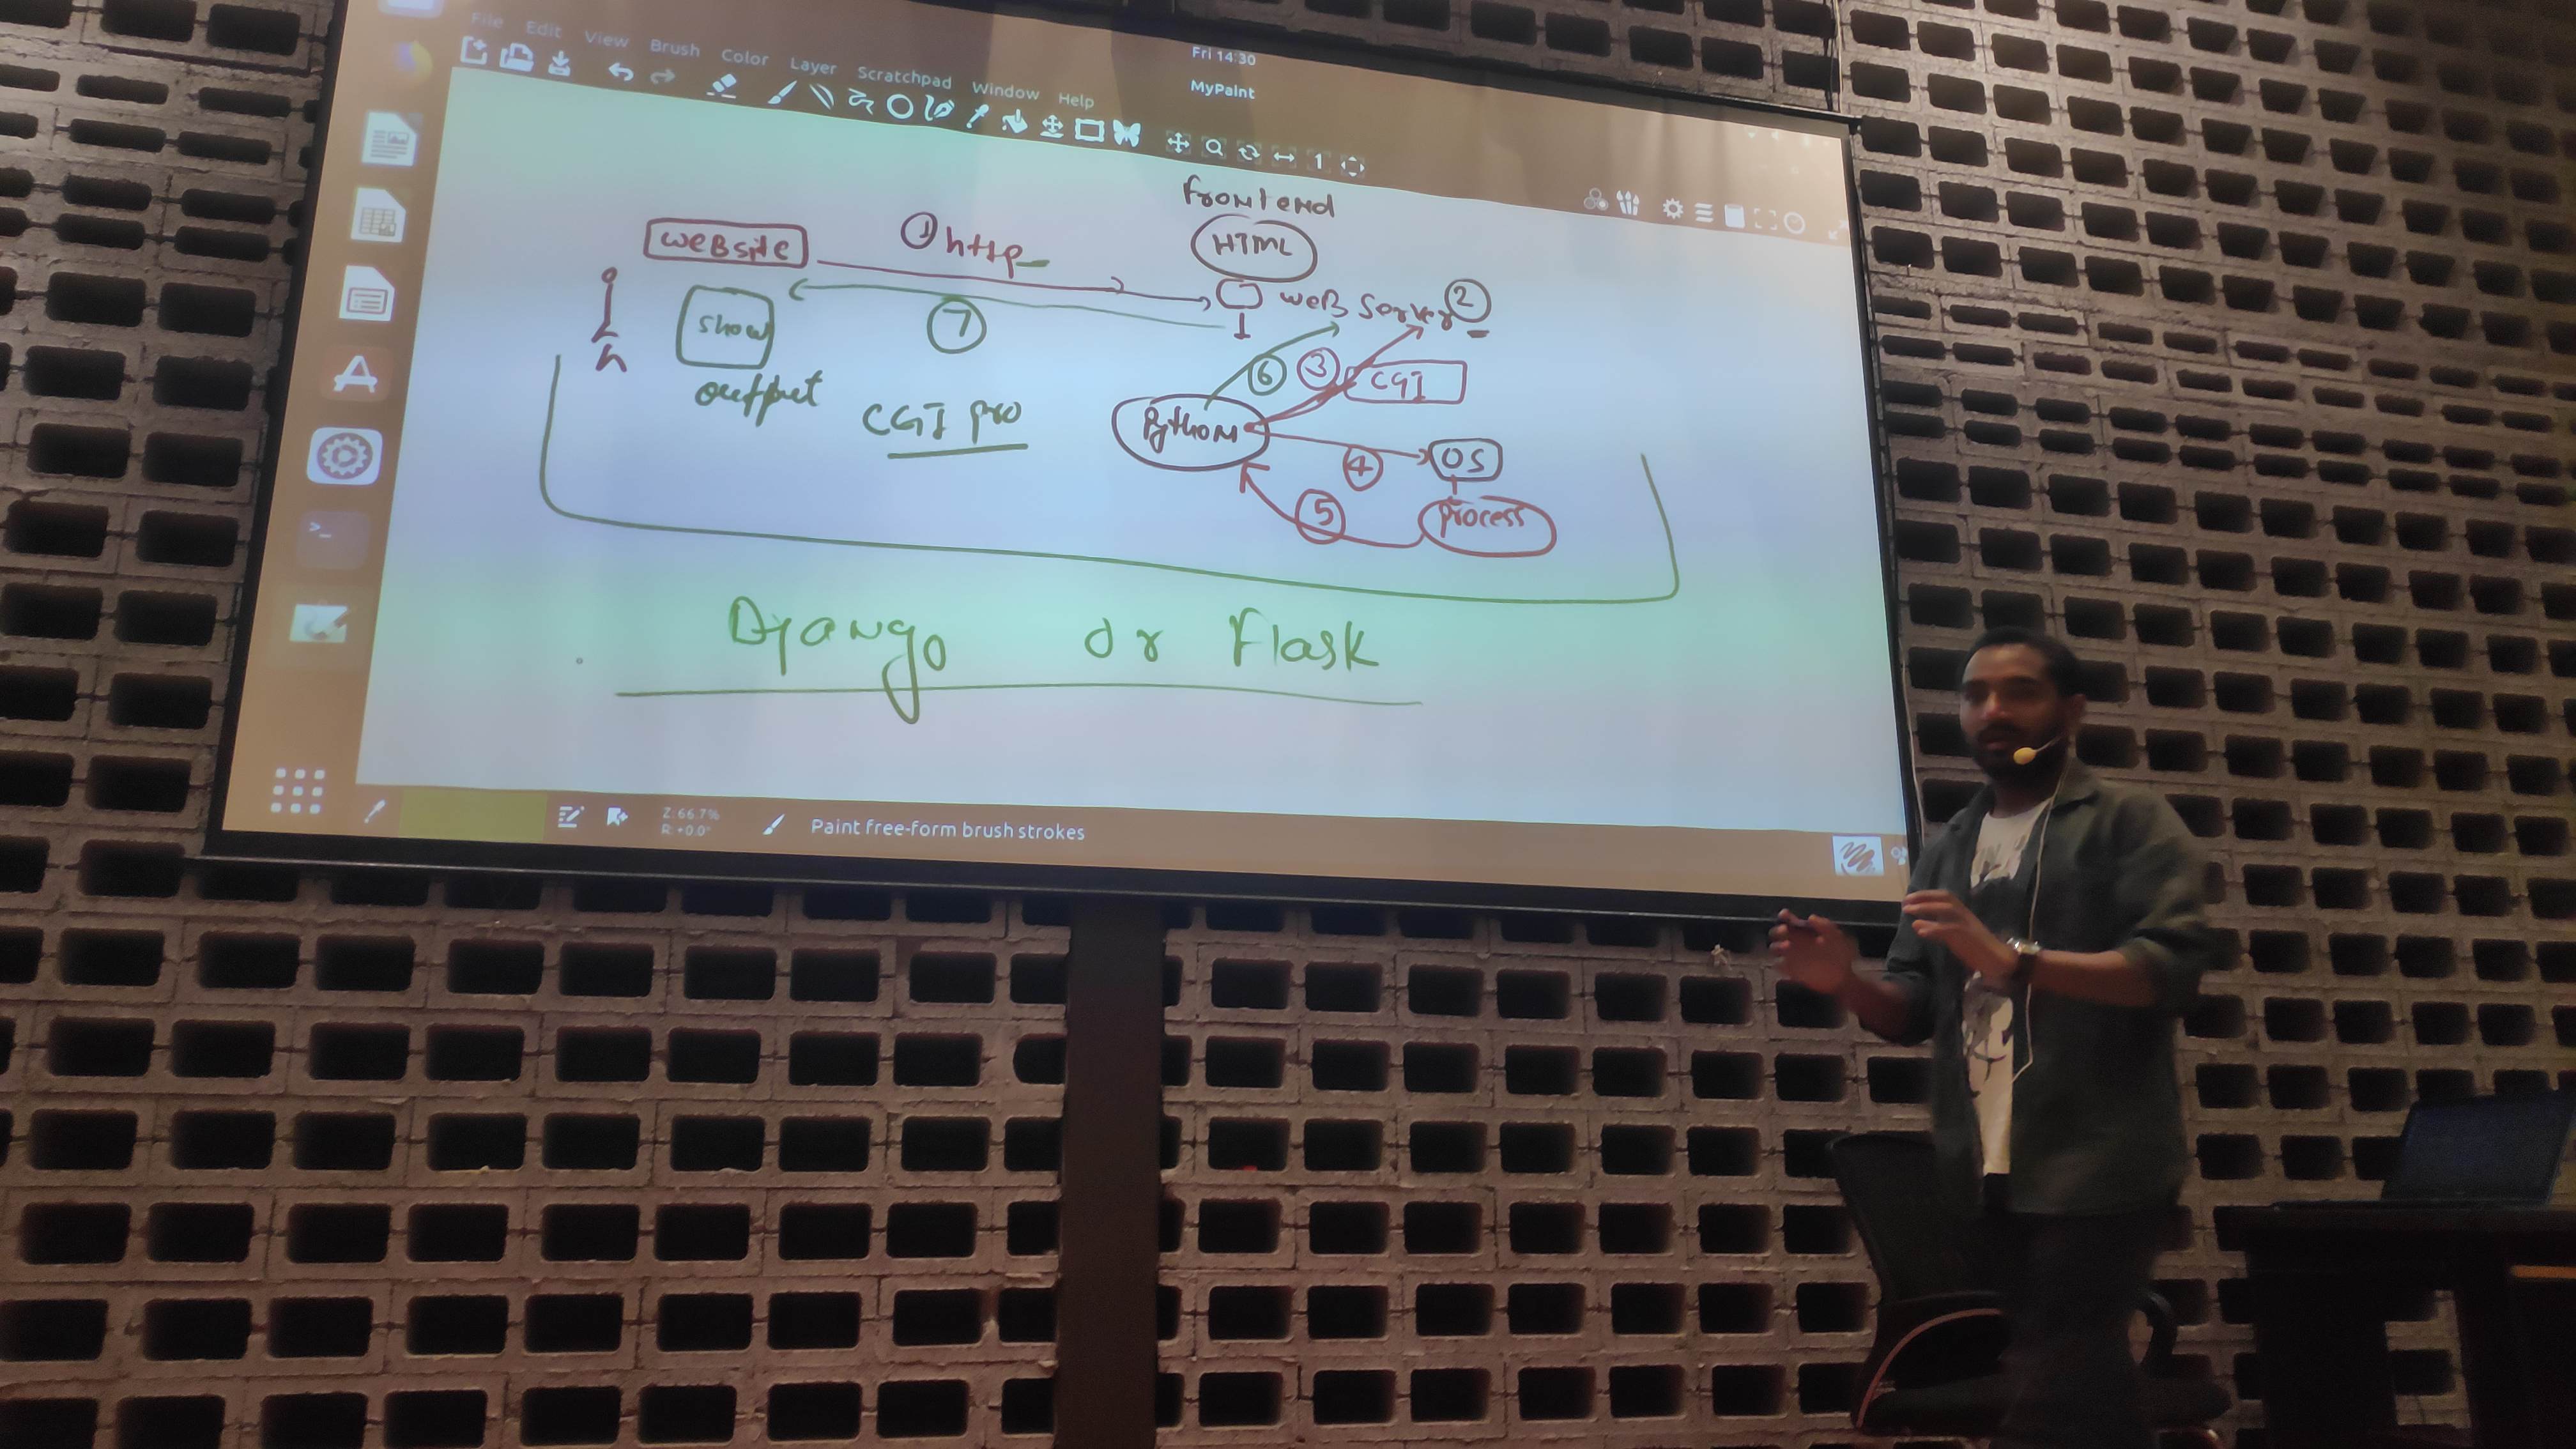 File Edit View Brush Color Layer Scratchpad Window Help
Fri 14:30
MyPaint
1
Frontend
website
① http
HTML
web server ②
show
output
⑦
⑥ ③ CGI
CGI pro
Python
④
OS
⑤
process
Django or Flask
Z: 66.7%
R: +0.0°
Paint free-form brush strokes